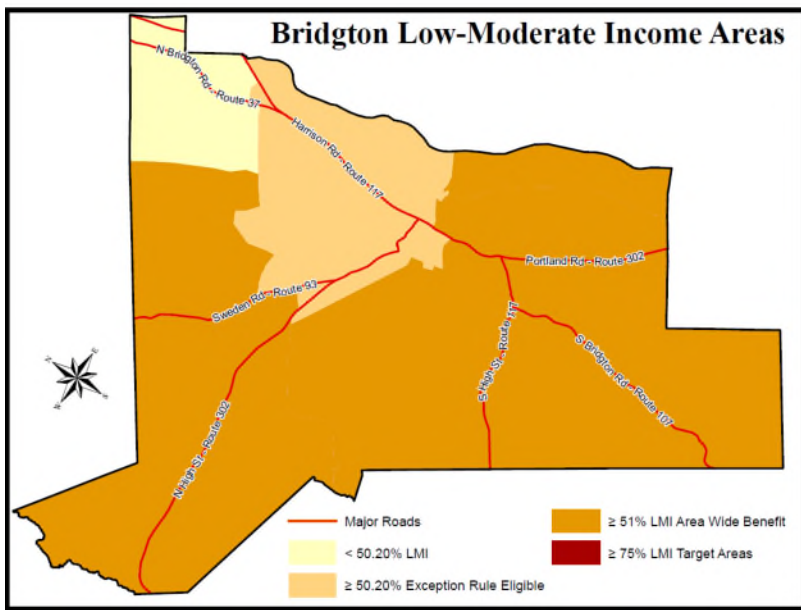 Bridgton Low-Moderate Income Areas
N Bridgton Rd - Route 37
Harrison Rd - Route 117
Portland Rd - Route 302
Sweden Rd - Route 93
S High St - Route 117
S Bridgton Rd - Route 107
N High St - Route 302
N
E
W
S
Major Roads
≥ 51% LMI Area Wide Benefit
< 50.20% LMI
≥ 75% LMI Target Areas
≥ 50.20% Exception Rule Eligible